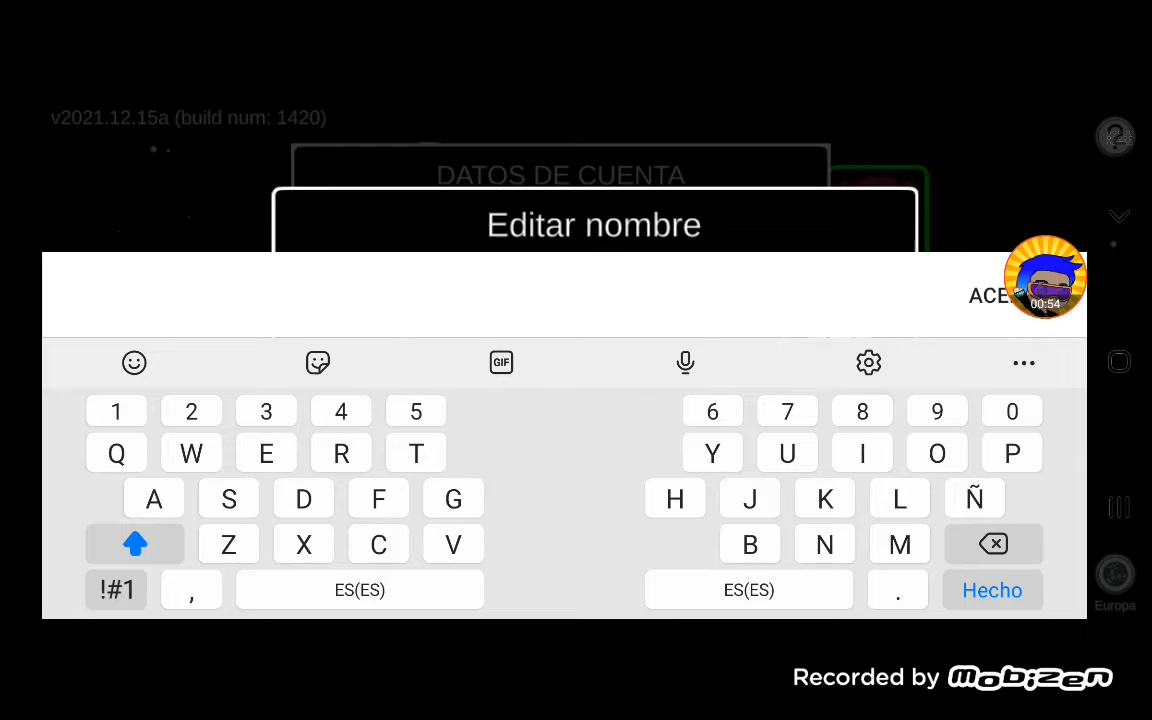 v2021.12.15a (build num: 1420)
DATOS DE CUENTA
Editar nombre
00:54
GIF
1 2 3 4 5 6 7 8 9 0
Q W E R T Y U I O P
A S D F G H J K L Ñ
Z X C V B N M
!#1 , ES(ES) ES(ES) . Hecho
Europa
Recorded by mobizen